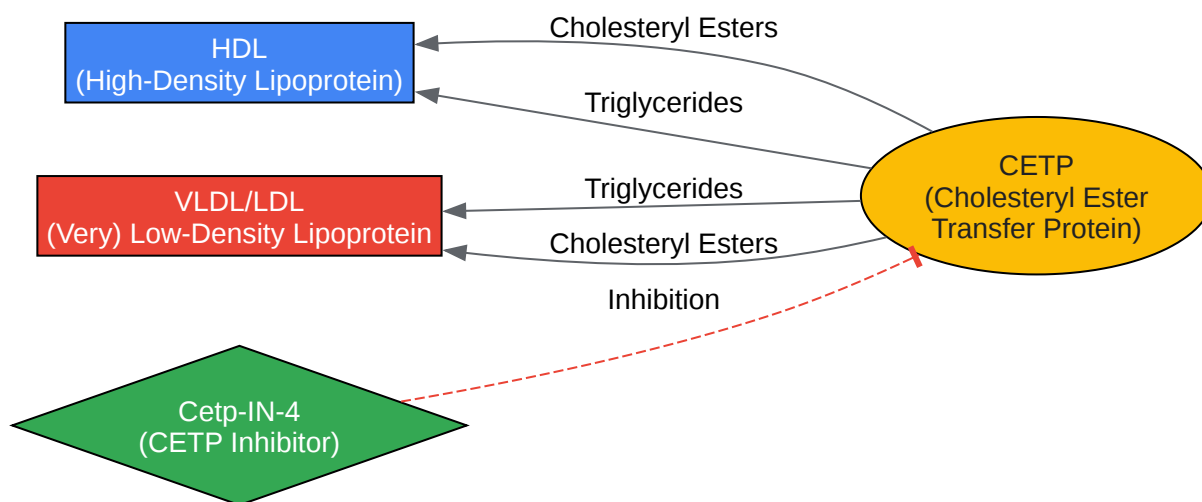 Cholesteryl Esters
HDL
(High-Density Lipoprotein)
Triglycerides
CETP
(Cholesteryl Ester
Transfer Protein)
Triglycerides
VLDL/LDL
(Very) Low-Density Lipoprotein
Cholesteryl Esters
Inhibition
Cetp-IN-4
(CETP Inhibitor)